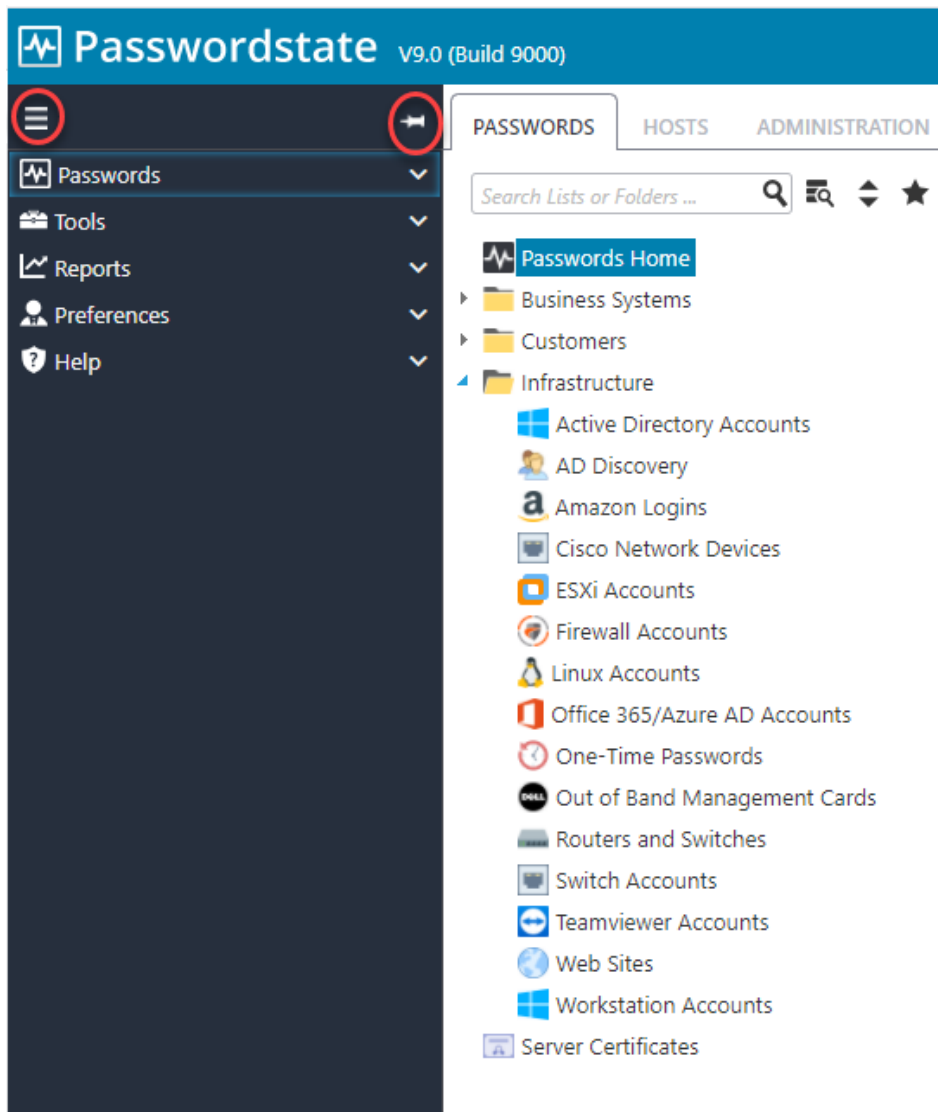 Passwordstate V9.0 (Build 9000)
PASSWORDS HOSTS ADMINISTRATION
Passwords
Tools
Reports
Preferences
Help
Search Lists or Folders ...
Passwords Home
Business Systems
Customers
Infrastructure
Active Directory Accounts
AD Discovery
a Amazon Logins
Cisco Network Devices
ESXi Accounts
Firewall Accounts
Linux Accounts
Office 365/Azure AD Accounts
One-Time Passwords
DELL Out of Band Management Cards
Routers and Switches
Switch Accounts
Teamviewer Accounts
Web Sites
Workstation Accounts
Server Certificates